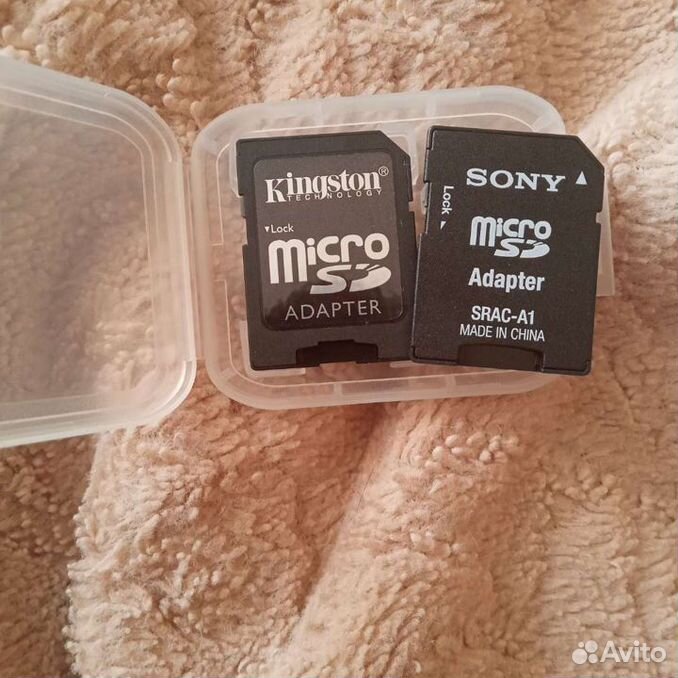 Kingston®
TECHNOLOGY
▾Lock
micro
SD
ADAPTER
SONY ▲
Lock ▸
micro
SD
Adapter
SRAC-A1
MADE IN CHINA
Avito